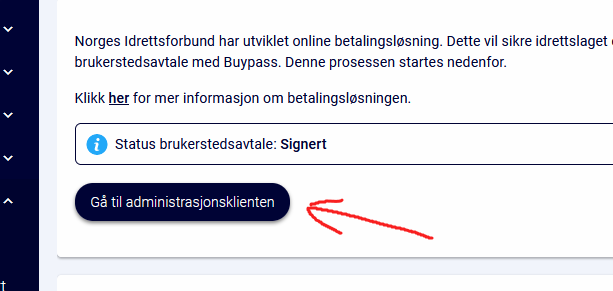 Norges Idrettsforbund har utviklet online betalingsløsning. Dette vil sikre idrettslaget
brukerstedsavtale med Buypass. Denne prosessen startes nedenfor.
Klikk her for mer informasjon om betalingsløsningen.
Status brukerstedsavtale: Signert
Gå til administrasjonsklienten